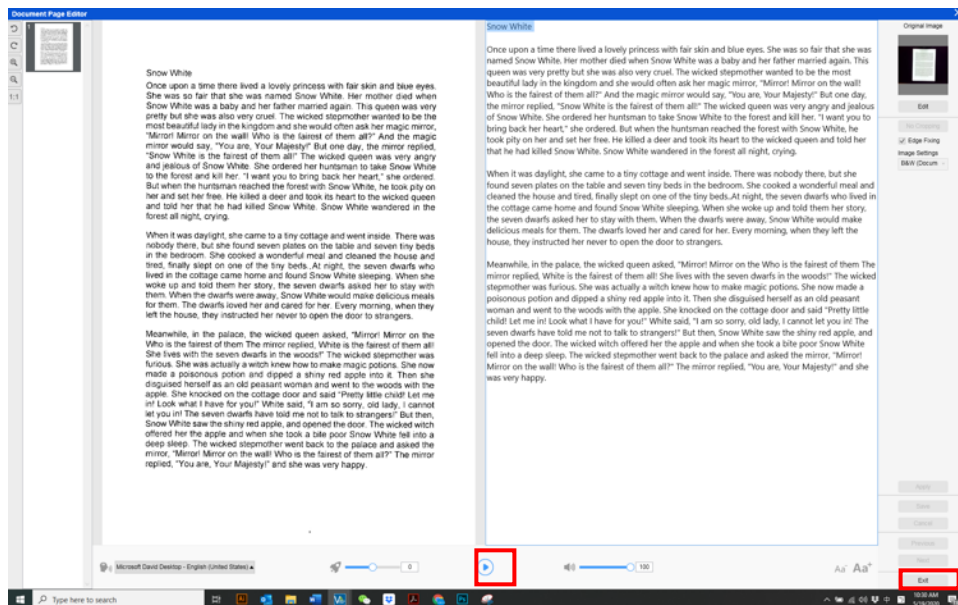 Document Page Editor
1
1:1
Snow White
Once upon a time there lived a lovely princess with fair skin and blue eyes.
She was so fair that she was named Snow White. Her mother died when
Snow White was a baby and her father married again. This queen was very
pretty but she was also very cruel. The wicked stepmother wanted to be the
most beautiful lady in the kingdom and she would often ask her magic mirror,
"Mirror! Mirror on the wall! Who is the fairest of them all?" And the magic
mirror would say, "You are, Your Majesty!" But one day, the mirror replied,
"Snow White is the fairest of them all!" The wicked queen was very angry
and jealous of Snow White. She ordered her huntsman to take Snow White
to the forest and kill her. "I want you to bring back her heart," she ordered.
But when the huntsman reached the forest with Snow White, he took pity on
her and set her free. He killed a deer and took its heart to the wicked queen
and told her that he had killed Snow White. Snow White wandered in the
forest all night, crying.
When it was daylight, she came to a tiny cottage and went inside. There was
nobody there, but she found seven plates on the table and seven tiny beds
in the bedroom. She cooked a wonderful meal and cleaned the house and
tired, finally slept on one of the tiny beds.,At night, the seven dwarfs who
lived in the cottage came home and found Snow White sleeping. When she
woke up and told them her story, the seven dwarfs asked her to stay with
them. When the dwarfs were away, Snow White would make delicious meals
for them. The dwarfs loved her and cared for her. Every morning, when they
left the house, they instructed her never to open the door to strangers.
Meanwhile, in the palace, the wicked queen asked, "Mirror! Mirror on the
Who is the fairest of them The mirror replied, White is the fairest of them all!
She lives with the seven dwarfs in the woods!" The wicked stepmother was
furious. She was actually a witch knew how to make magic potions. She now
made a poisonous potion and dipped a shiny red apple into it. Then she
disguised herself as an old peasant woman and went to the woods with the
apple. She knocked on the cottage door and said "Pretty little child! Let me
in! Look what I have for you!" White said, "I am so sorry, old lady, I cannot
let you in! The seven dwarfs have told me not to talk to strangers!" But then,
Snow White saw the shiny red apple, and opened the door. The wicked witch
offered her the apple and when she took a bite poor Snow White fell into a
deep sleep. The wicked stepmother went back to the palace and asked the
mirror, "Mirror! Mirror on the wall! Who is the fairest of them all?" The mirror
replied, "You are, Your Majesty!" and she was very happy.
Snow White
Once upon a time there lived a lovely princess with fair skin and blue eyes. She was so fair that she was
named Snow White. Her mother died when Snow White was a baby and her father married again. This
queen was very pretty but she was also very cruel. The wicked stepmother wanted to be the most
beautiful lady in the kingdom and she would often ask her magic mirror, "Mirror! Mirror on the wall!
Who is the fairest of them all?" And the magic mirror would say, "You are, Your Majesty!" But one day,
the mirror replied, "Snow White is the fairest of them all!" The wicked queen was very angry and jealous
of Snow White. She ordered her huntsman to take Snow White to the forest and kill her. "I want you to
bring back her heart," she ordered. But when the huntsman reached the forest with Snow White, he
took pity on her and set her free. He killed a deer and took its heart to the wicked queen and told her
that he had killed Snow White. Snow White wandered in the forest all night, crying.
When it was daylight, she came to a tiny cottage and went inside. There was nobody there, but she
found seven plates on the table and seven tiny beds in the bedroom. She cooked a wonderful meal and
cleaned the house and tired, finally slept on one of the tiny beds.,At night, the seven dwarfs who lived in
the cottage came home and found Snow White sleeping. When she woke up and told them her story,
the seven dwarfs asked her to stay with them. When the dwarfs were away, Snow White would make
delicious meals for them. The dwarfs loved her and cared for her. Every morning, when they left the
house, they instructed her never to open the door to strangers.
Meanwhile, in the palace, the wicked queen asked, "Mirror! Mirror on the Who is the fairest of them The
mirror replied, White is the fairest of them all! She lives with the seven dwarfs in the woods!" The wicked
stepmother was furious. She was actually a witch knew how to make magic potions. She now made a
poisonous potion and dipped a shiny red apple into it. Then she disguised herself as an old peasant
woman and went to the woods with the apple. She knocked on the cottage door and said "Pretty little
child! Let me in! Look what I have for you!" White said, "I am so sorry, old lady, I cannot let you in! The
seven dwarfs have told me not to talk to strangers!" But then, Snow White saw the shiny red apple, and
opened the door. The wicked witch offered her the apple and when she took a bite poor Snow White
fell into a deep sleep. The wicked stepmother went back to the palace and asked the mirror, "Mirror!
Mirror on the wall! Who is the fairest of them all?" The mirror replied, "You are, Your Majesty!" and she
was very happy.
Original Image
Edit
No Cropping
Edge Fixing
Image Settings
B&W (Docum
Apply
Save
Cancel
Previous
Next
Exit
Microsoft David Desktop - English (United States)
0
100
Aa- Aa+
Type here to search
10:30 AM
5/19/2020